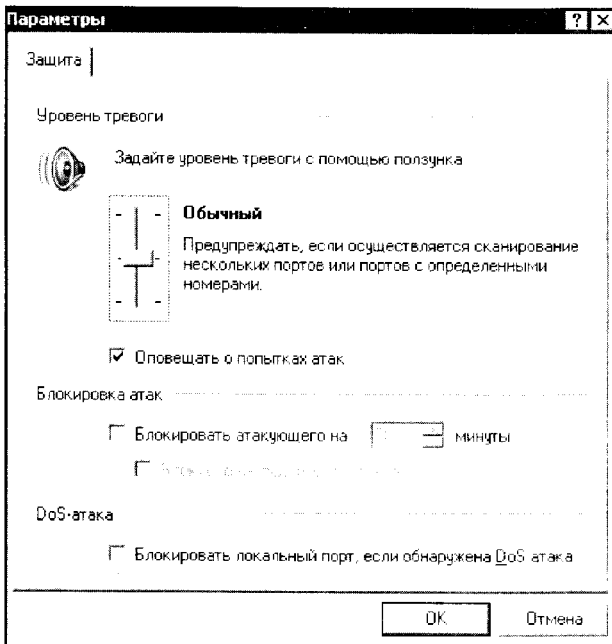 Параметры
Защита
Уровень тревоги
Задайте уровень тревоги с помощью ползунка
Обычный
Предупреждать, если осуществляется сканирование
нескольких портов или портов с определенными
номерами.
Оповещать о попытках атак
Блокировка атак
Блокировать атакующего на минуты
DoS-атака
Блокировать локальный порт, если обнаружена DoS атака
OK Отмена